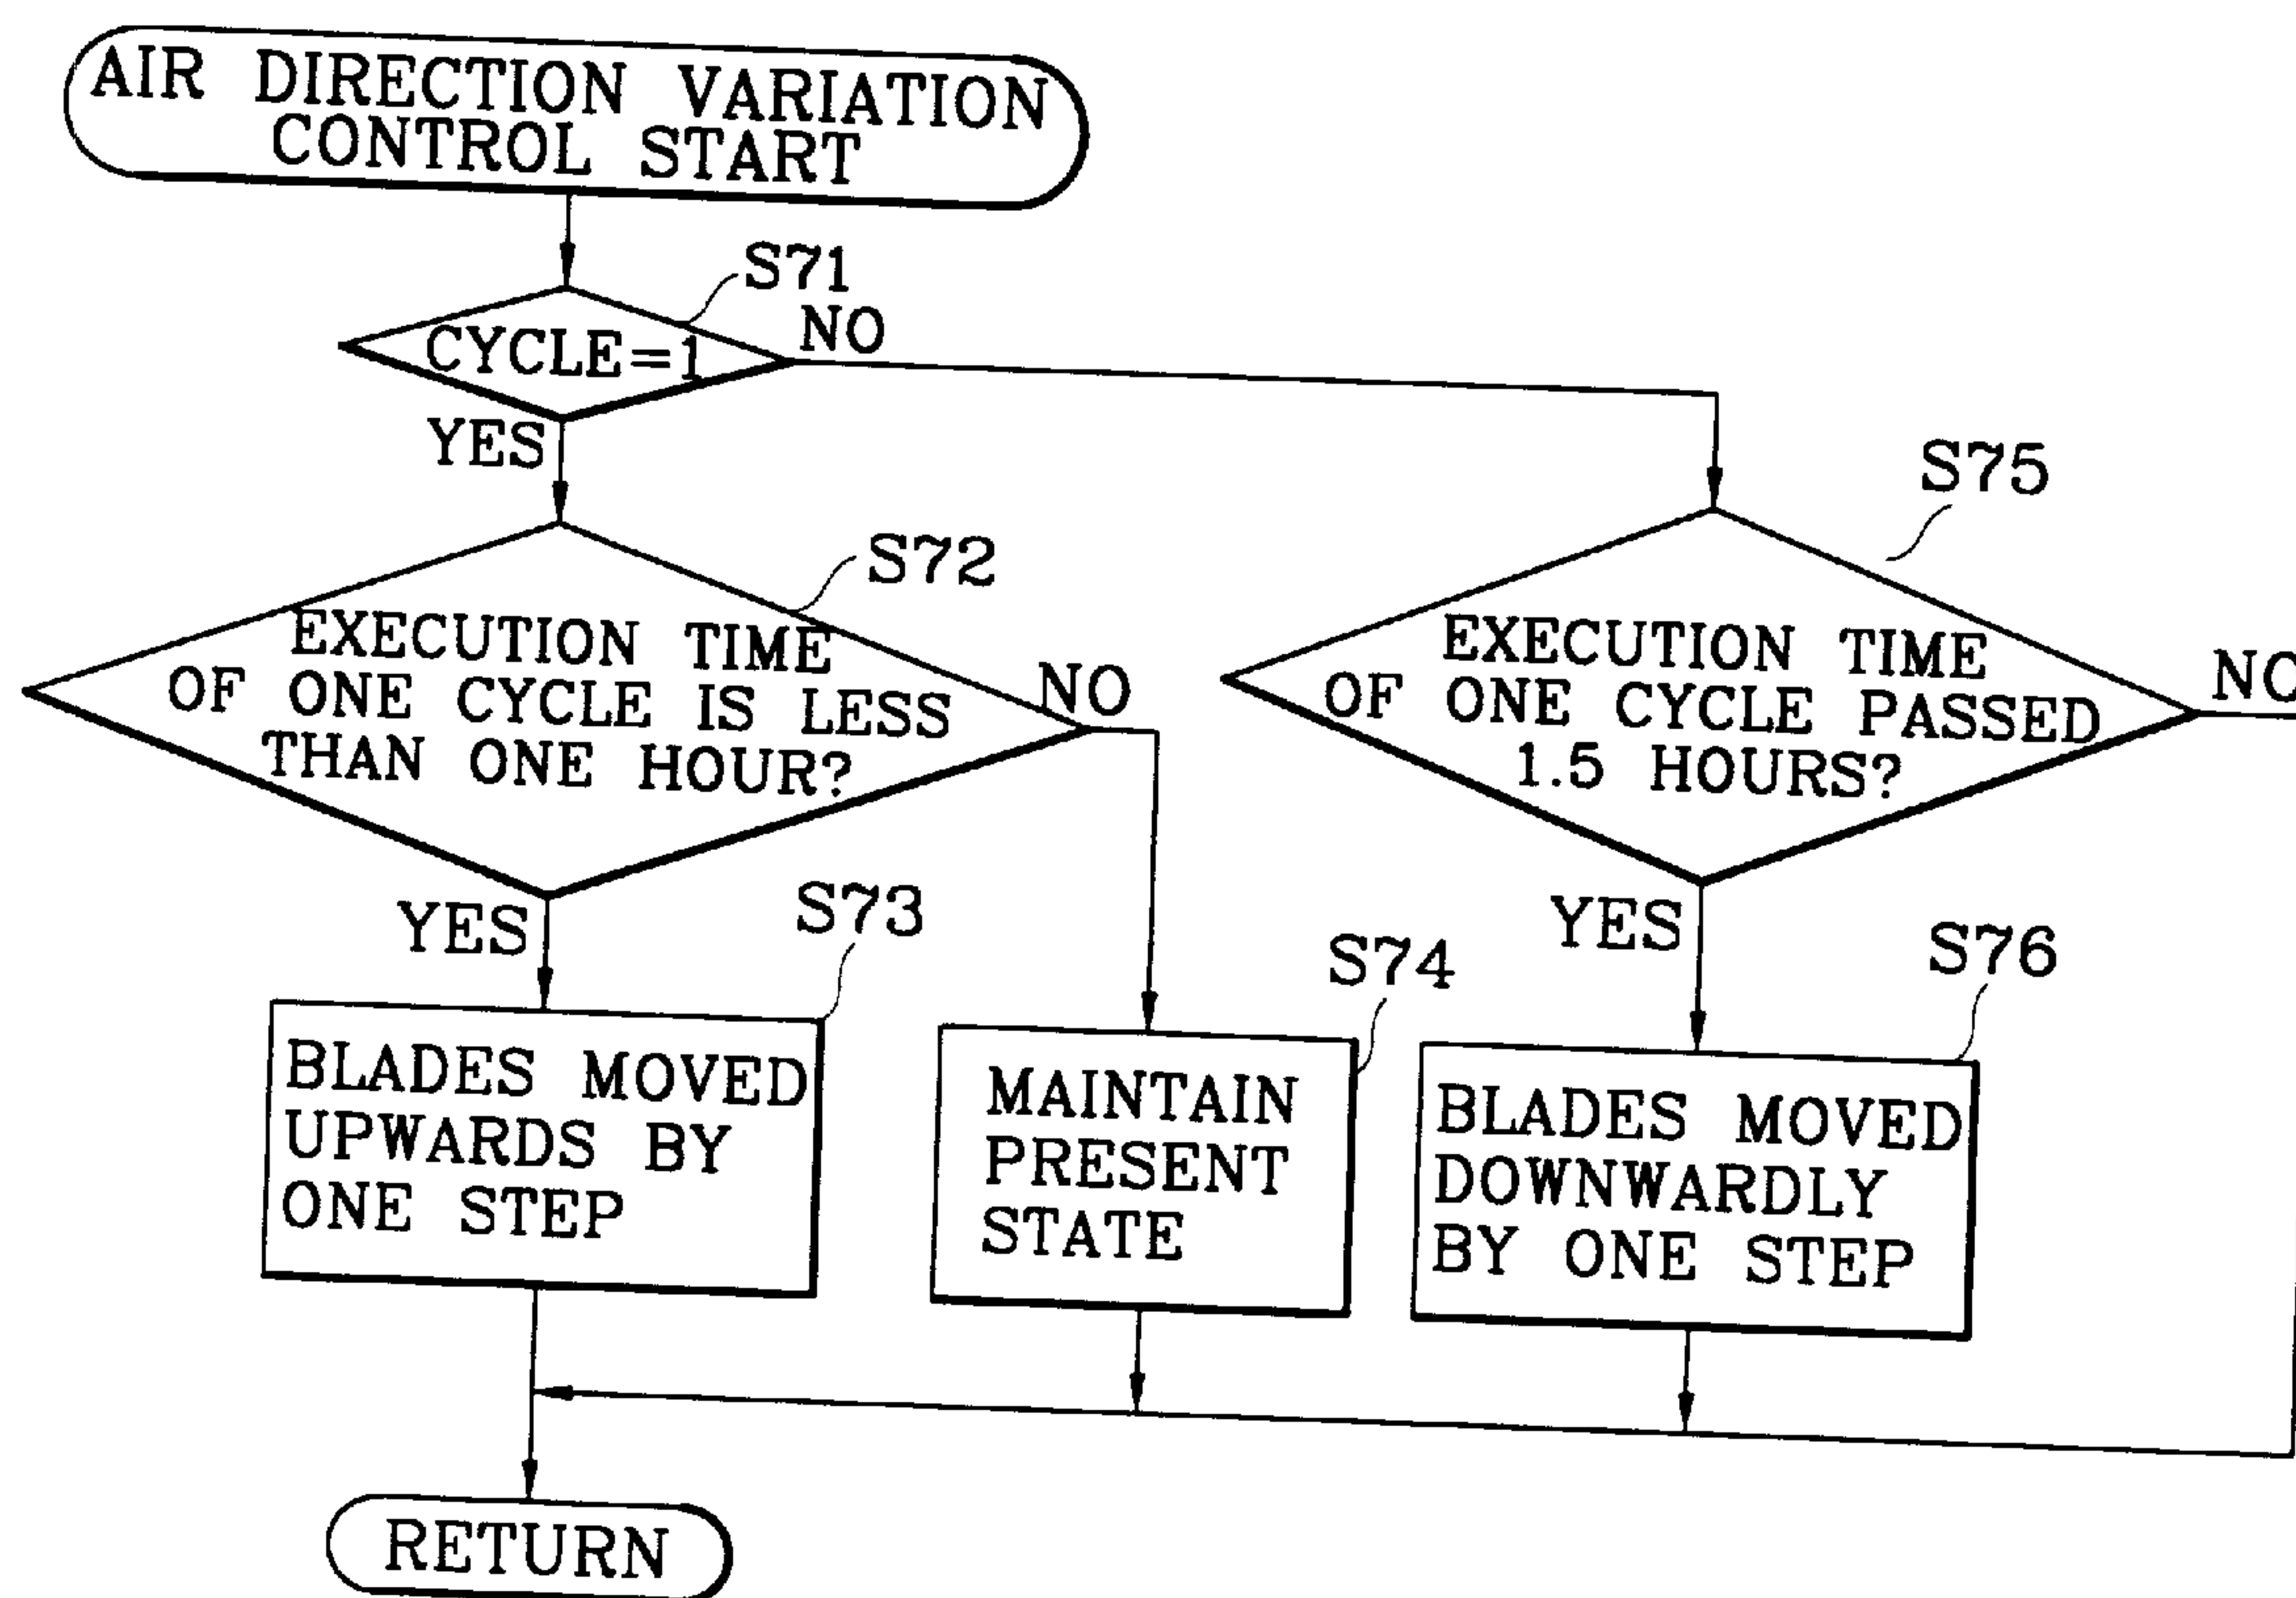 AIR DIRECTION VARIATION
CONTROL START
S71
CYCLE=1
NO
YES
S72
EXECUTION TIME
OF ONE CYCLE IS LESS
THAN ONE HOUR?
NO
YES
S75
EXECUTION TIME
OF ONE CYCLE PASSED
1.5 HOURS?
NO
YES
S73
BLADES MOVED
UPWARDS BY
ONE STEP
S74
MAINTAIN
PRESENT
STATE
S76
BLADES MOVED
DOWNWARDLY
BY ONE STEP
RETURN